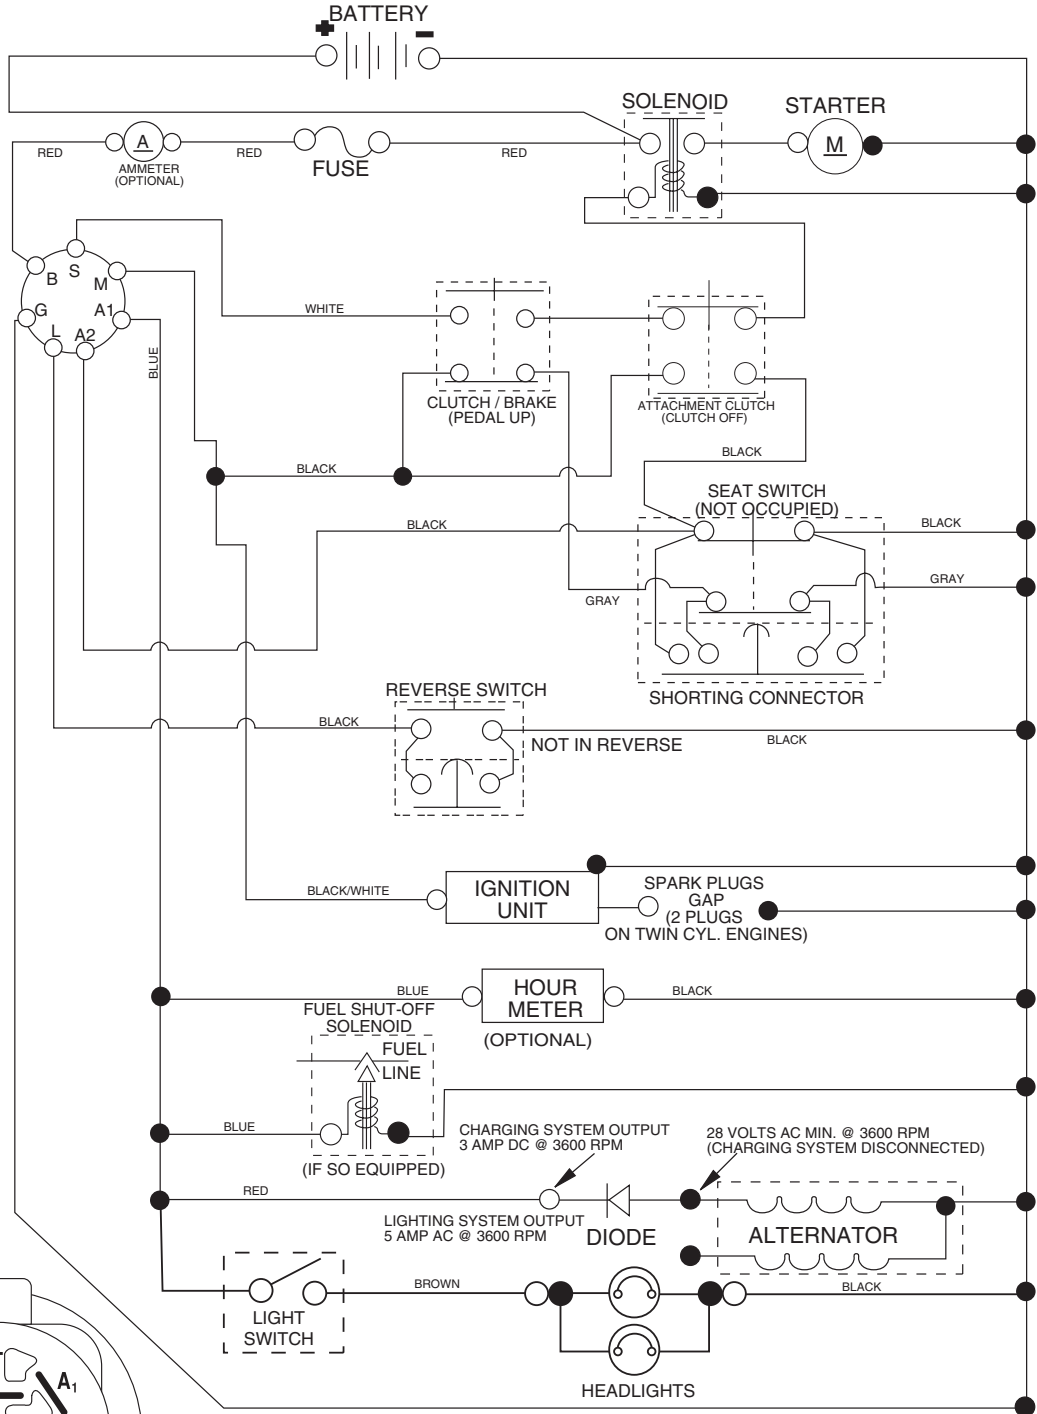 BATTERY
SOLENOID
STARTER
M
A
RED
AMMETER
(OPTIONAL)
RED
FUSE
RED
B
S
M
G
A1
L
A2
BLUE
WHITE
CLUTCH / BRAKE
(PEDAL UP)
ATTACHMENT CLUTCH
(CLUTCH OFF)
BLACK
BLACK
SEAT SWITCH
(NOT OCCUPIED)
BLACK
BLACK
GRAY
GRAY
SHORTING CONNECTOR
REVERSE SWITCH
BLACK
NOT IN REVERSE
BLACK
BLACK/WHITE
IGNITION
UNIT
SPARK PLUGS
GAP
(2 PLUGS
ON TWIN CYL. ENGINES)
BLUE
HOUR
METER
BLACK
(OPTIONAL)
FUEL SHUT-OFF
SOLENOID
FUEL
LINE
BLUE
(IF SO EQUIPPED)
CHARGING SYSTEM OUTPUT
3 AMP DC @ 3600 RPM
28 VOLTS AC MIN. @ 3600 RPM
(CHARGING SYSTEM DISCONNECTED)
RED
LIGHTING SYSTEM OUTPUT
5 AMP AC @ 3600 RPM
DIODE
ALTERNATOR
LIGHT
SWITCH
BROWN
BLACK
HEADLIGHTS
A1